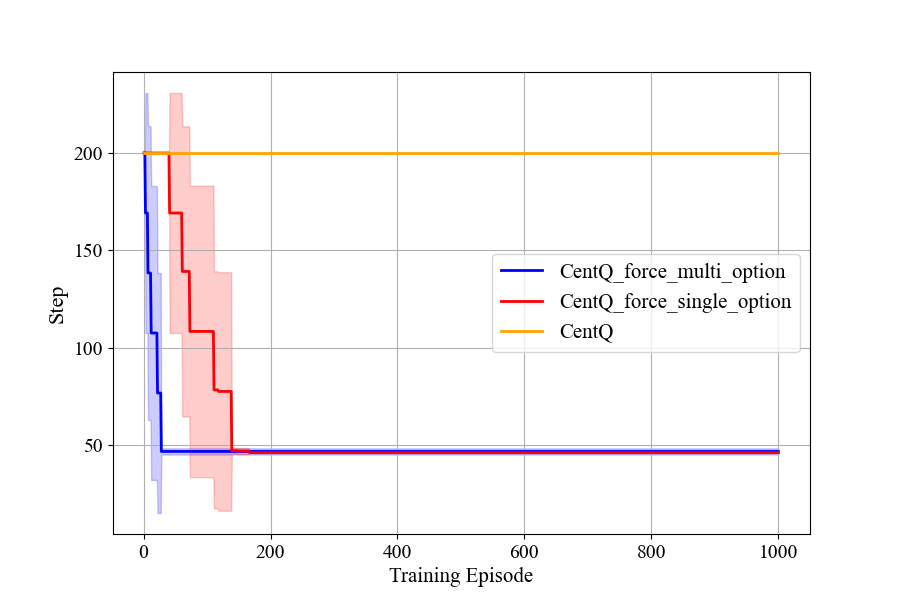 Step
200
150
100
50
CentQ_force_multi_option
CentQ_force_single_option
CentQ
0 200 400 600 800 1000
Training Episode